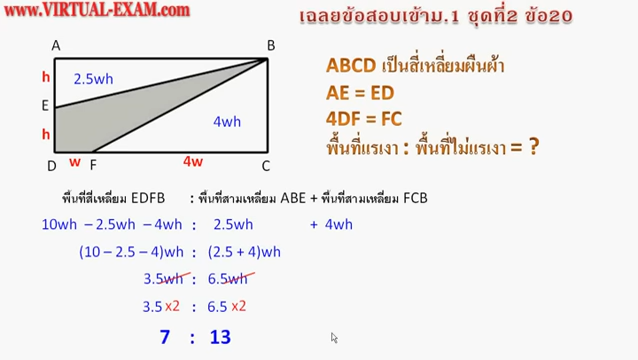 www.VIRTUAL-EXAM.com
เฉลยข้อสอบเข้าม.1 ชุดที่2 ข้อ20
A B
h 2.5wh
E
h 4wh
D w F 4w C
ABCD เป็นสี่เหลี่ยมผืนผ้า
AE = ED
4DF = FC
พื้นที่แรเงา : พื้นที่ไม่แรเงา = ?
พื้นที่สี่เหลี่ยม EDFB : พื้นที่สามเหลี่ยม ABE + พื้นที่สามเหลี่ยม FCB
10wh – 2.5wh – 4wh : 2.5wh + 4wh
(10 – 2.5 – 4)wh : (2.5 + 4)wh
3.5wh : 6.5wh
3.5 x2 : 6.5 x2
7 : 13